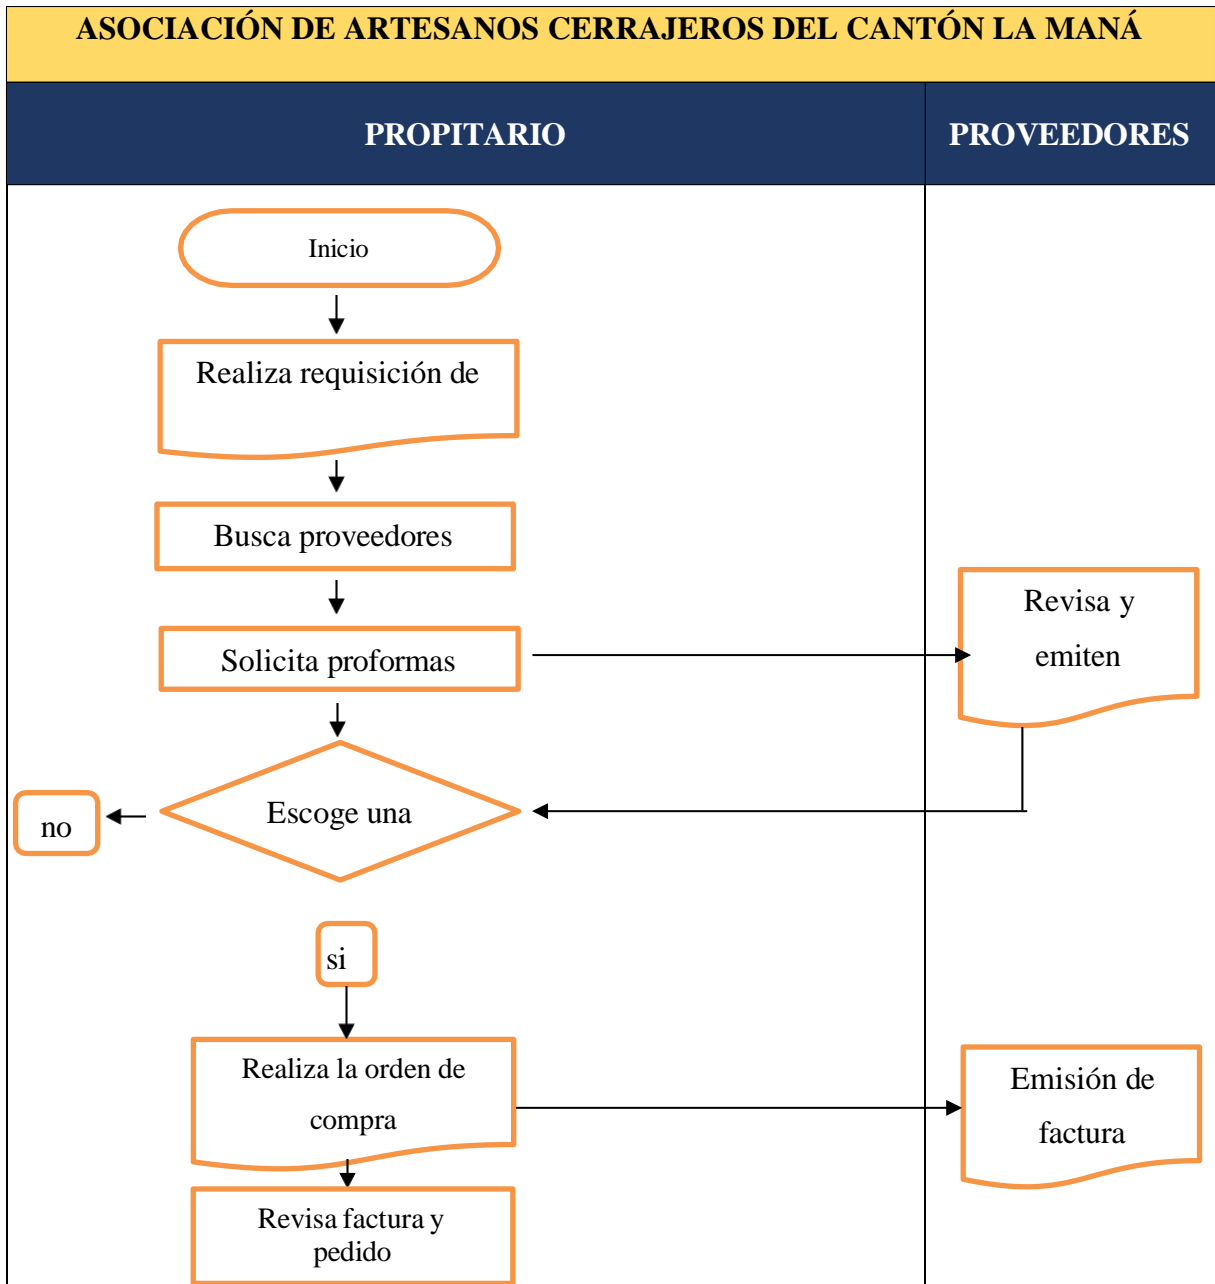 ASOCIACIÓN DE ARTESANOS CERRAJEROS DEL CANTÓN LA MANÁ
PROPITARIO
PROVEEDORES
Inicio
Realiza requisición de
Busca proveedores
Solicita proformas
Revisa y
emiten
Escoge una
no
si
Realiza la orden de
compra
Emisión de
factura
Revisa factura y
pedido